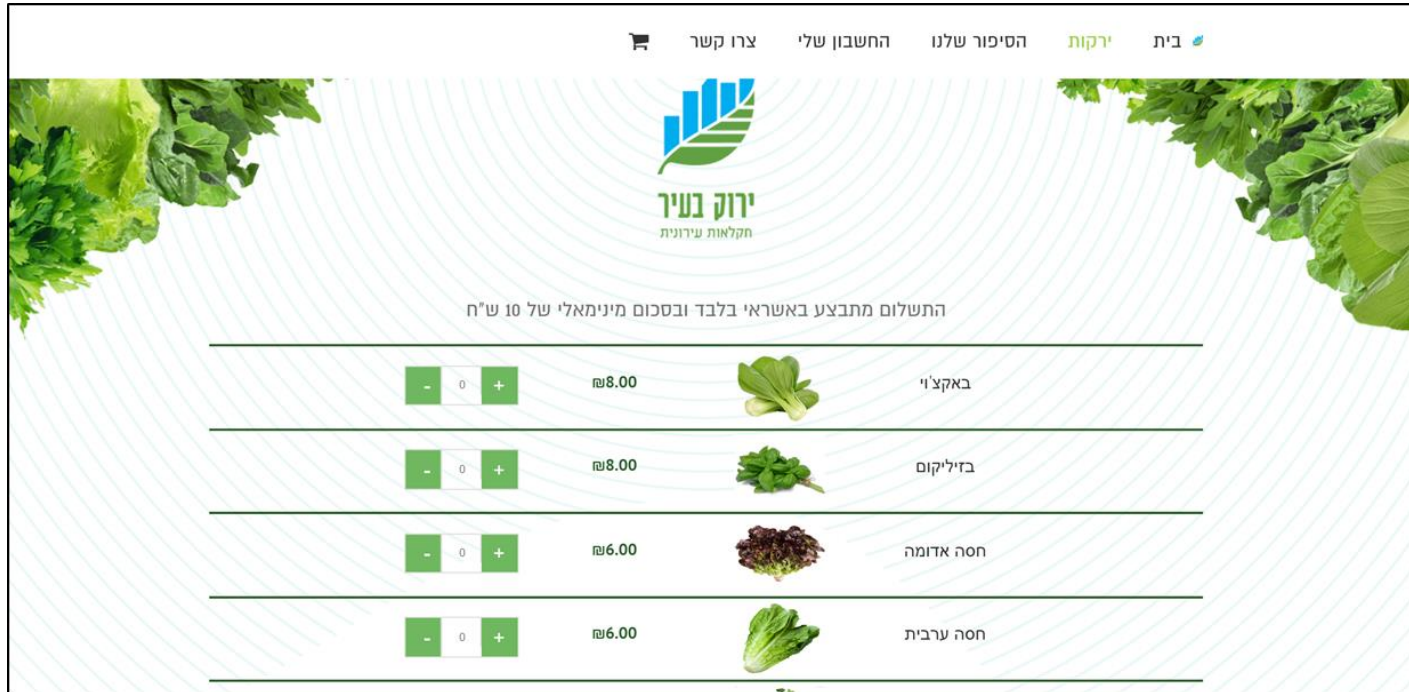 בית ירקות הסיפור שלנו החשבון שלי צרו קשר
ירוק בעיר
חקלאות עירונית
התשלום מתבצע באשראי בלבד ובסכום מינימאלי של 10 ש"ח
באקצ'וי ₪8.00 + 0 -
בזיליקום ₪8.00 + 0 -
חסה אדומה ₪6.00 + 0 -
חסה ערבית ₪6.00 + 0 -